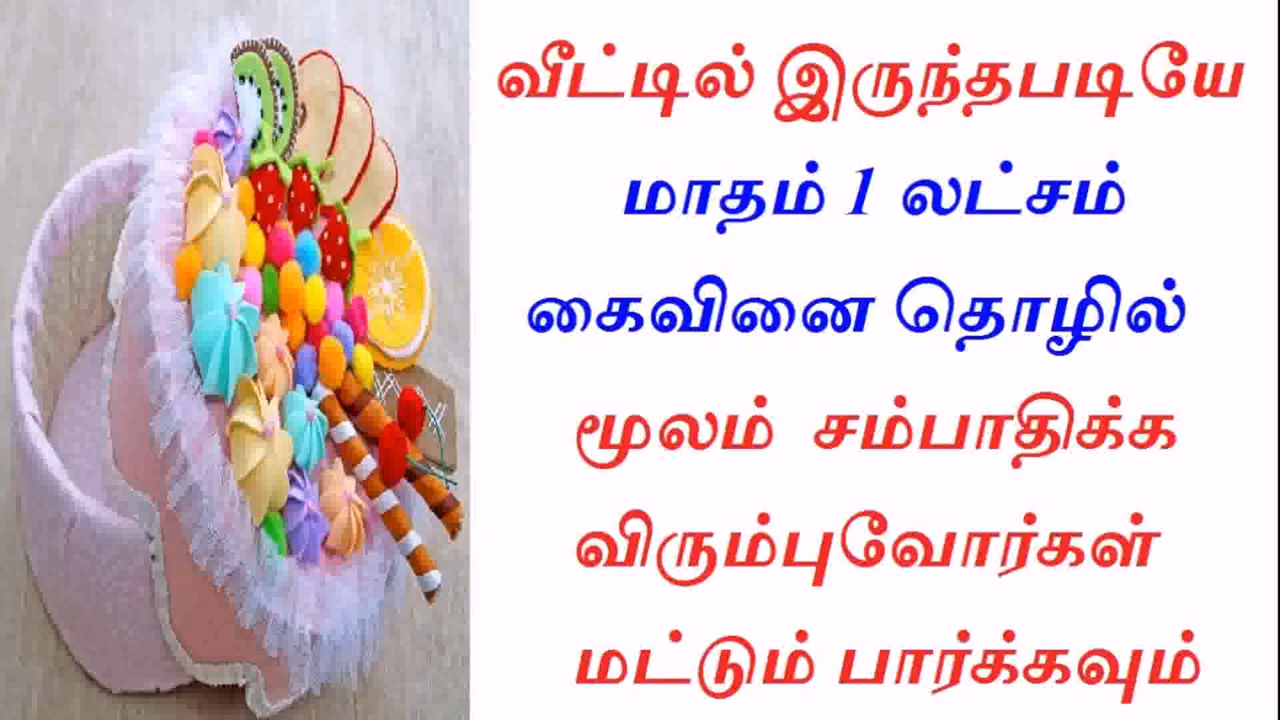 வீட்டில் இருந்தபடியே
மாதம் 1 லட்சம்
கைவினை தொழில்
மூலம் சம்பாதிக்க
விரும்புவோர்கள்
மட்டும் பார்க்கவும்